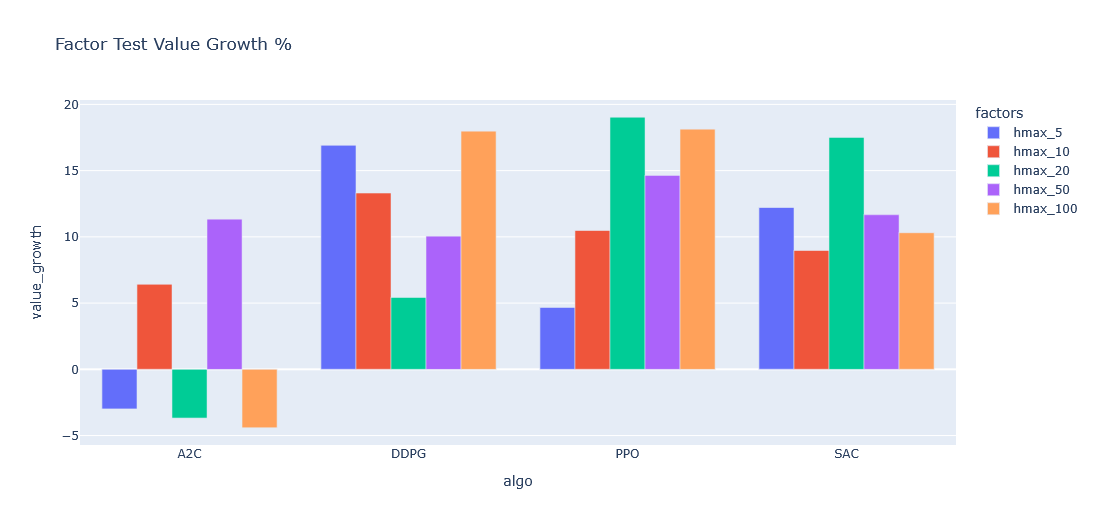 Factor Test Value Growth %
factors
hmax_5
hmax_10
hmax_20
hmax_50
hmax_100
value_growth
20
15
10
5
0
−5
A2C
DDPG
PPO
SAC
algo